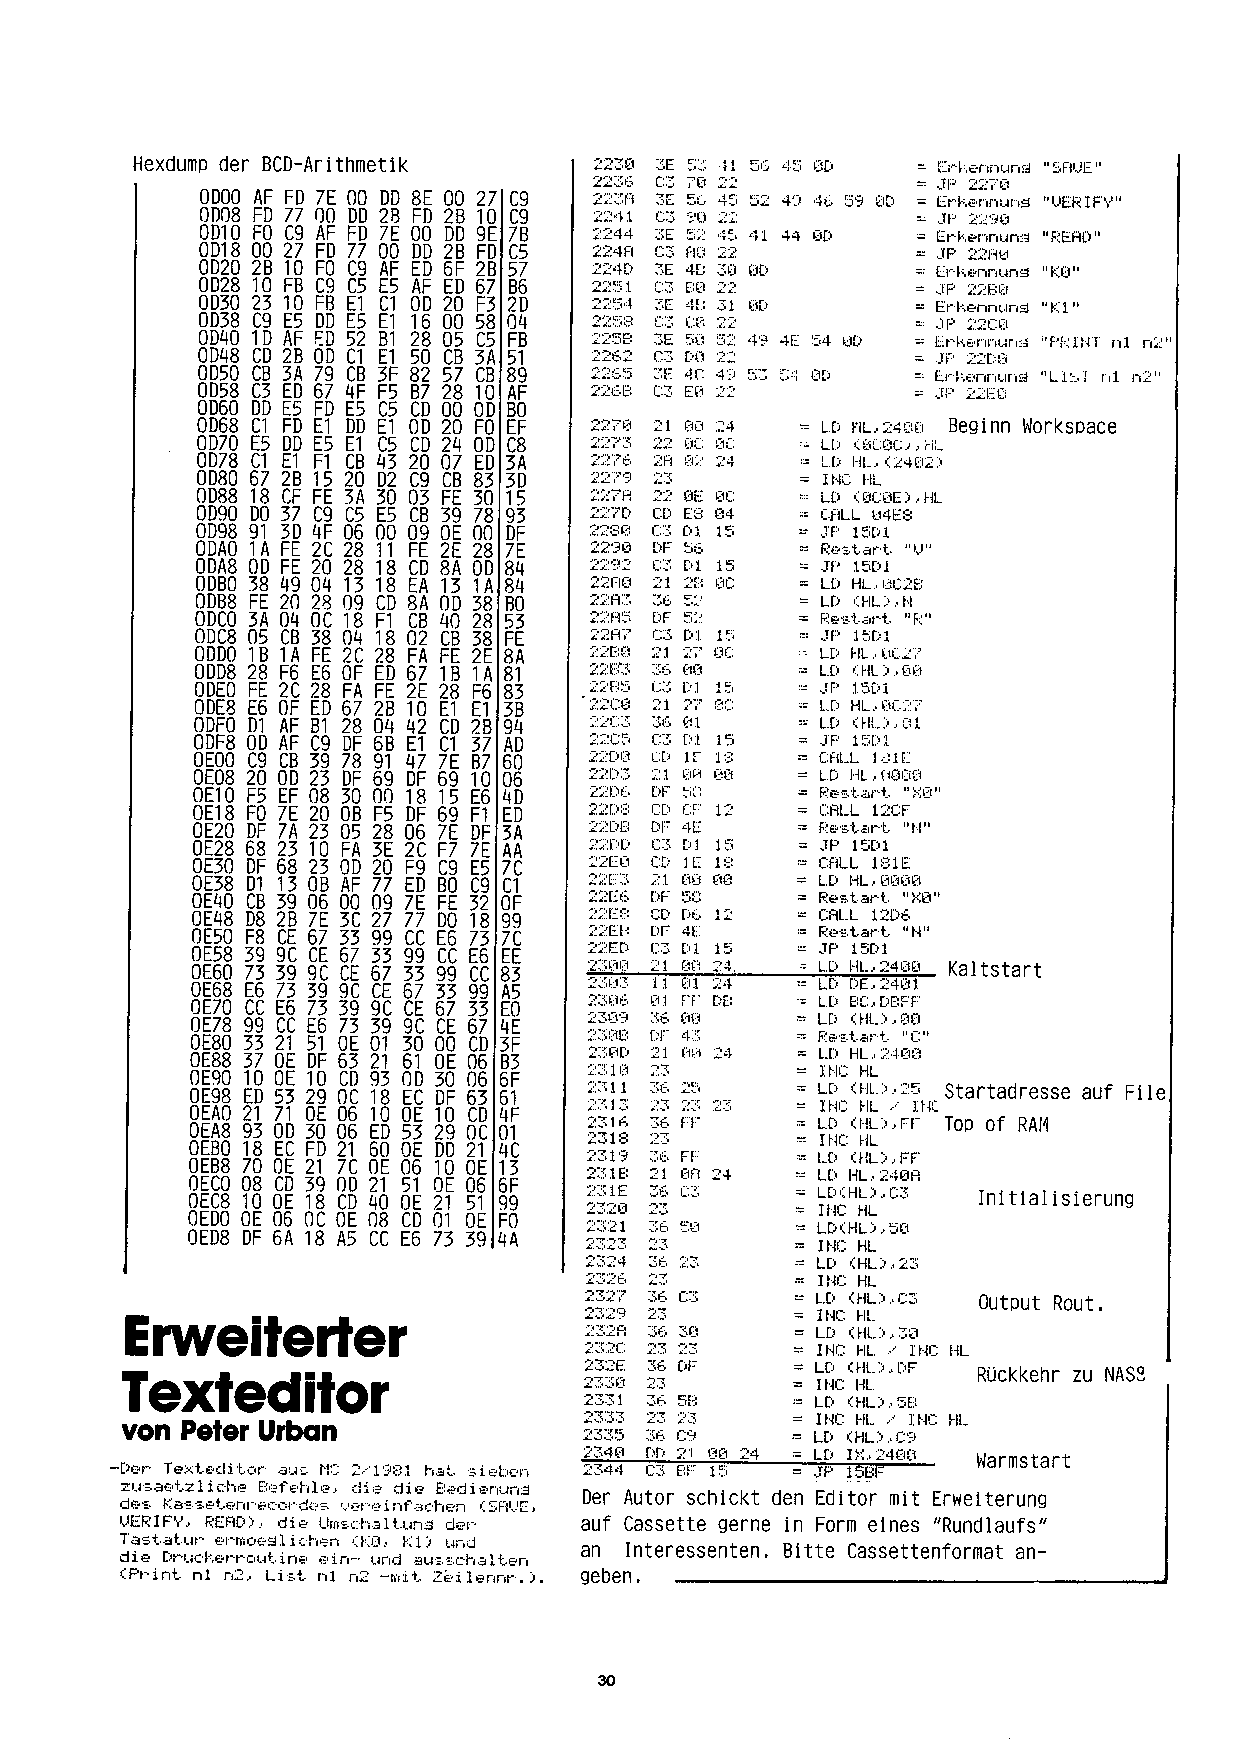 Hexdump der BCD-Arithmetik
0D00 AF FD 7E 00 DD 8E 00 27 C9
0D08 FD 77 00 DD 2B FD 2B 10 C9
0D10 F0 C9 AF FD 7E 00 DD 9E 7B
0D18 00 27 FD 77 00 DD 2B FD C5
0D20 2B 10 F0 C9 AF ED 6F 2B 57
0D28 10 FB C9 C5 E5 AF ED 67 B6
0D30 23 10 FB E1 C1 0D 20 F3 2D
0D38 C9 E5 DD E5 E1 16 00 58 04
0D40 1D AF ED 52 B1 28 05 C5 FB
0D48 CD 2B 0D C1 E1 50 CB 3A 51
0D50 CB 3A 79 CB 3F 82 57 CB 89
0D58 C3 ED 67 4F F5 B7 28 10 AF
0D60 DD E5 FD E5 C5 CD 00 0D B0
0D68 C1 FD E1 DD E1 0D 20 F0 EF
0D70 E5 DD E5 E1 C5 CD 24 0D C8
0D78 C1 E1 F1 CB 43 20 07 ED 3A
0D80 67 2B 15 20 D2 C9 CB 83 3D
0D88 18 CF FE 3A 30 03 FE 30 15
0D90 D0 37 C9 C5 E5 CB 39 78 93
0D98 91 3D 4F 06 00 09 0E 00 DF
0DA0 1A FE 2C 28 11 FE 2E 28 7E
0DA8 0D FE 20 28 18 CD 8A 0D 84
0DB0 38 49 04 13 18 EA 13 1A 84
0DB8 FE 20 28 09 CD 8A 0D 38 B0
0DC0 3A 04 0C 18 F1 CB 40 28 53
0DC8 05 CB 38 04 18 02 CB 38 FE
0DD0 1B 1A FE 2C 28 FA FE 2E 8A
0DD8 28 F6 E6 0F ED 67 1B 1A 81
0DE0 FE 2C 28 FA FE 2E 28 F6 83
0DE8 E6 0F ED 67 2B 10 E1 E1 3B
0DF0 D1 AF B1 28 04 42 CD 2B 94
0DF8 0D AF C9 DF 6B E1 C1 37 AD
0E00 C9 CB 39 78 91 47 7E B7 60
0E08 20 0D 23 DF 69 DF 69 10 06
0E10 F5 EF 08 30 00 18 15 E6 4D
0E18 F0 7E 20 0B F5 DF 69 F1 ED
0E20 DF 7A 23 05 28 06 7E DF 3A
0E28 68 23 10 FA 3E 2C F7 7E AA
0E30 DF 68 23 0D 20 F9 C9 E5 7C
0E38 D1 13 0B AF 77 ED B0 C9 C1
0E40 CB 39 06 00 09 7E FE 32 0F
0E48 D8 2B 7E 3C 27 77 D0 18 99
0E50 F8 CE 67 33 99 CC E6 73 7C
0E58 39 9C CE 67 33 99 CC E6 EE
0E60 73 39 9C CE 67 33 99 CC 83
0E68 E6 73 39 9C CE 67 33 99 A5
0E70 CC E6 73 39 9C CE 67 33 E0
0E78 99 CC E6 73 39 9C CE 67 4E
0E80 33 21 51 0E 01 30 00 CD 3F
0E88 37 0E DF 63 21 61 0E 06 B3
0E90 10 0E 10 CD 93 0D 30 06 6F
0E98 ED 53 29 0C 18 EC DF 63 61
0EA0 21 71 0E 06 10 0E 10 CD 4F
0EA8 93 0D 30 06 ED 53 29 0C 01
0EB0 18 EC FD 21 60 0E DD 21 4C
0EB8 70 0E 21 7C 0E 06 10 0E 13
0EC0 08 CD 39 0D 21 51 0E 06 6F
0EC8 10 0E 18 CD 40 0E 21 51 99
0ED0 0E 06 0C 0E 08 CD 01 0E F0
0ED8 DF 6A 18 A5 CC E6 73 39 4A
Erweiterter
Texteditor
von Peter Urban
-Der Texteditor aus MC 2/1981 hat sieben
zusaetzliche Befehle, die die Bedienung
des Kassetenrecordes vereinfachen (SAVE,
VERIFY, READ), die Umschaltung der
Tastatur ermoeglichen (K0, K1) und
die Druckerroutine ein- und ausschalten
(Print n1 n2, List n1 n2 -mit Zeilennr.).
2230 3E 53 41 56 45 0D = Erkennung "SAVE"
2236 C3 70 22 = JP 2270
223A 3E 56 45 52 49 46 59 0D = Erkennung "VERIFY"
2241 C3 90 22 = JP 2290
2244 3E 52 45 41 44 0D = Erkennung "READ"
224A C3 A0 22 = JP 22A0
224D 3E 4B 30 0D = Erkennung "K0"
2251 C3 B0 22 = JP 22B0
2254 3E 4B 31 0D = Erkennung "K1"
2258 C3 C0 22 = JP 22C0
225B 3E 50 52 49 4E 54 0D = Erkennung "PRINT n1 n2"
2262 C3 D0 22 = JP 22D0
2265 3E 4C 49 53 54 0D = Erkennung "LIST n1 n2"
226B C3 E0 22 = JP 22E0
2270 21 00 24 = LD HL,2400 Beginn Workspace
2273 22 0C 0C = LD (0C0C),HL
2276 2A 02 24 = LD HL,(2402)
2279 23 = INC HL
227A 22 0E 0C = LD (0C0E),HL
227D CD E8 04 = CALL 04E8
2280 C3 D1 15 = JP 15D1
2290 DF 56 = Restart "V"
2292 C3 D1 15 = JP 15D1
22A0 21 2B 0C = LD HL,0C2B
22A3 36 52 = LD (HL),N
22A5 DF 52 = Restart "R"
22A7 C3 D1 15 = JP 15D1
22B0 21 27 0C = LD HL,0C27
22B3 36 00 = LD (HL),00
22B5 C3 D1 15 = JP 15D1
22C0 21 27 0C = LD HL,0C27
22C3 36 01 = LD (HL),01
22C5 C3 D1 15 = JP 15D1
22D0 CD 1E 18 = CALL 181E
22D3 21 00 00 = LD HL,0000
22D6 DF 58 = Restart "X0"
22D8 CD CF 12 = CALL 12CF
22DB DF 4E = Restart "N"
22DD C3 D1 15 = JP 15D1
22E0 CD 1E 18 = CALL 181E
22E3 21 00 00 = LD HL,0000
22E6 DF 58 = Restart "X0"
22E8 CD D6 12 = CALL 12D6
22EB DF 4E = Restart "N"
22ED C3 D1 15 = JP 15D1
2300 21 00 24 = LD HL,2400 Kaltstart
2303 11 01 24 = LD DE,2401
2306 01 FF DB = LD BC,DBFF
2309 36 00 = LD (HL),00
230B DF 43 = Restart "C"
230D 21 00 24 = LD HL,2400
2310 23 = INC HL
2311 36 25 = LD (HL),25 Startadresse auf File
2313 23 23 23 = INC HL / INC
2316 36 FF = LD (HL),FF Top of RAM
2318 23 = INC HL
2319 36 FF = LD (HL),FF
231B 21 0A 24 = LD HL,240A
231E 36 C3 = LD(HL),C3 Initialisierung
2320 23 = INC HL
2321 36 50 = LD(HL),50
2323 23 = INC HL
2324 36 23 = LD (HL),23
2326 23 = INC HL
2327 36 C3 = LD (HL),C3 Output Rout.
2329 23 = INC HL
232A 36 30 = LD (HL),30
232C 23 23 = INC HL / INC HL
232E 36 DF = LD (HL),DF Rückkehr zu NAS
2330 23 = INC HL
2331 36 5B = LD (HL),5B
2333 23 23 = INC HL / INC HL
2335 36 C9 = LD (HL),C9
2340 DD 21 00 24 = LD IX,2400 Warmstart
2344 C3 BF 15 = JP 15BF
Der Autor schickt den Editor mit Erweiterung
auf Cassette gerne in Form eines "Rundlaufs"
an Interessenten. Bitte Cassettenformat an-
geben.
30